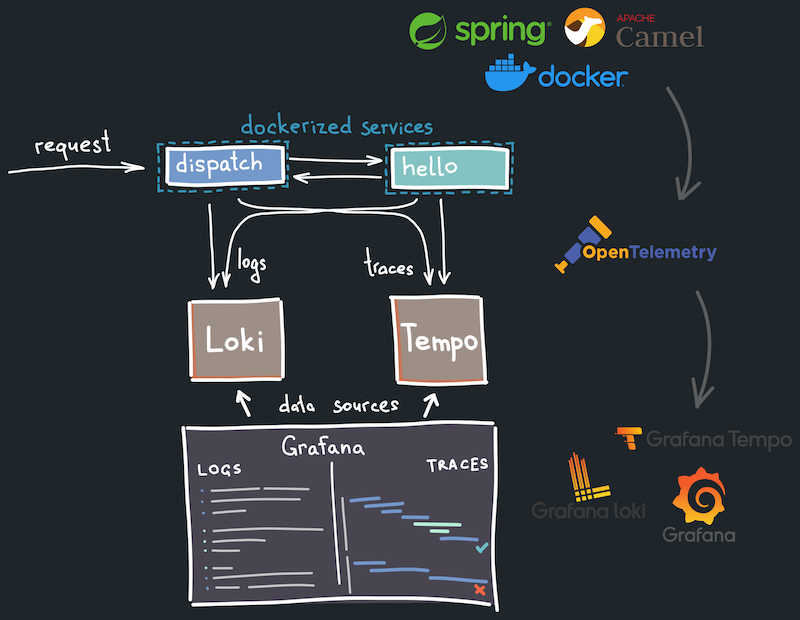 spring
APACHE
Camel
docker
dockerized services
request
dispatch
hello
logs
traces
OpenTelemetry
Loki
Tempo
data sources
Grafana
LOGS
TRACES
Grafana Tempo
Grafana loki
Grafana